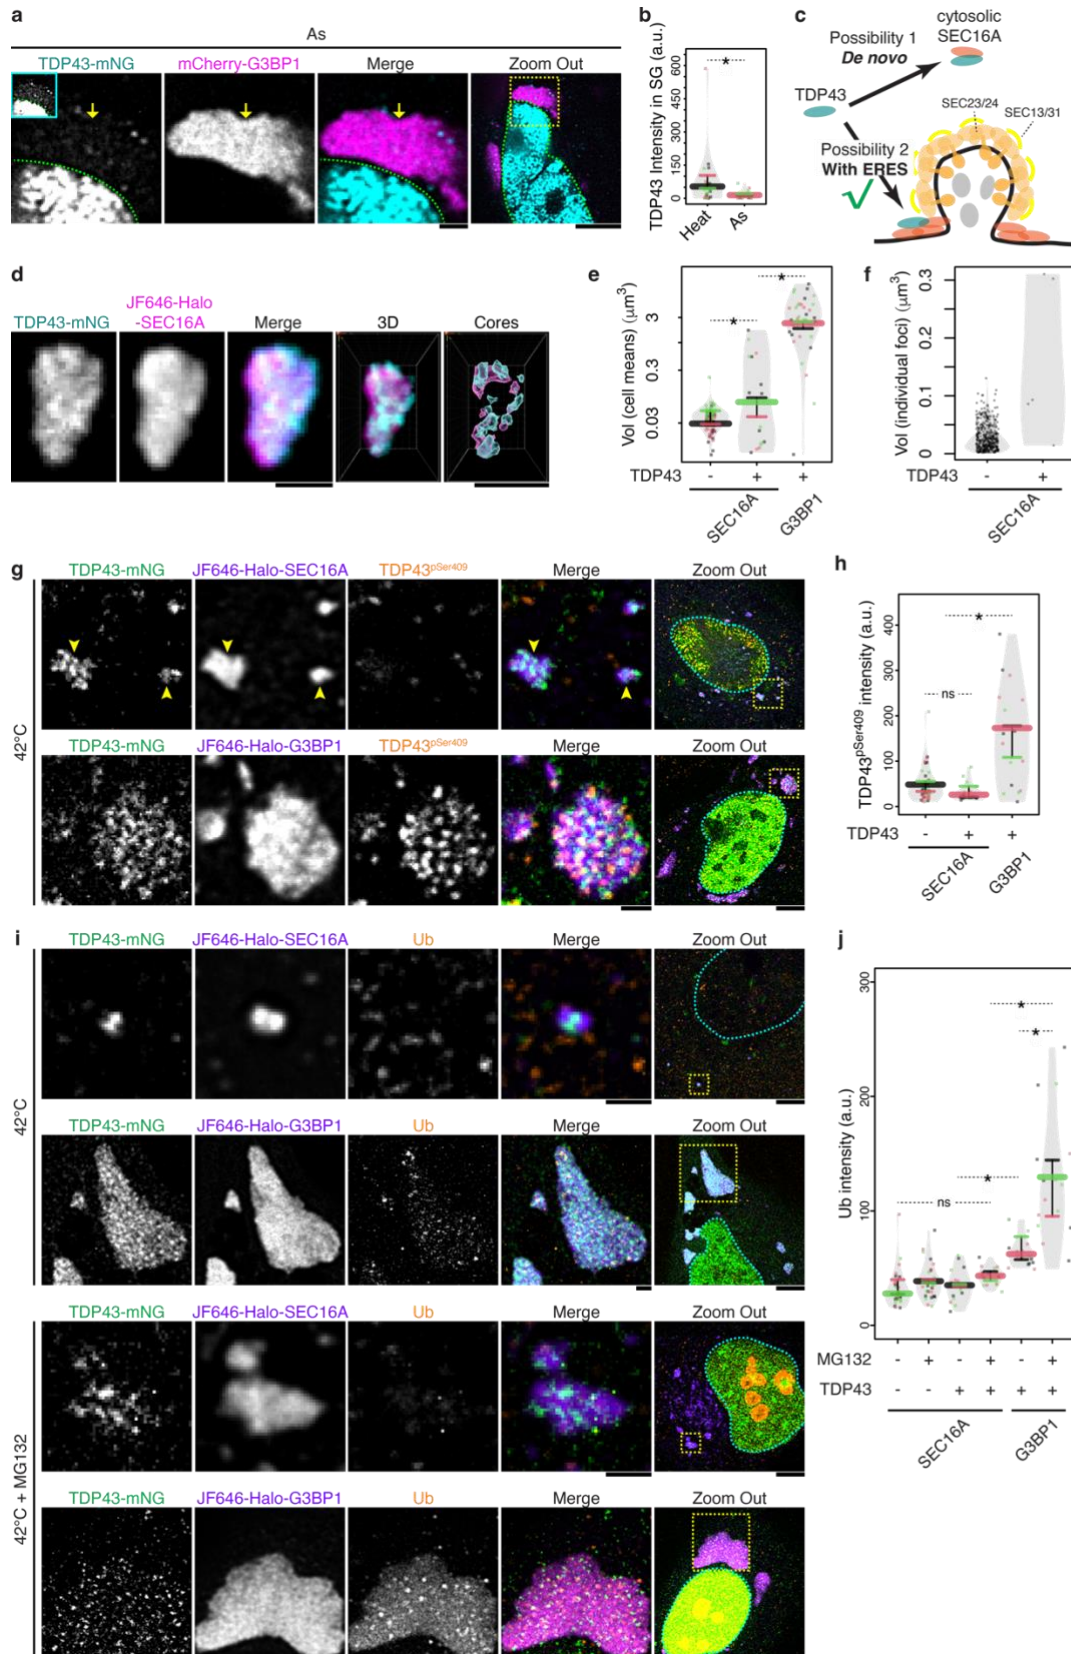 a
As
TDP43-mNG mCherry-G3BP1 Merge Zoom Out
b
TDP43 Intensity in SG (a.u.)
600
450
300
150
0
*
Heat As
c
Possibility 1
De novo
cytosolic
SEC16A
TDP43
SEC23/24
SEC13/31
Possibility 2
With ERES
d
TDP43-mNG JF646-Halo
-SEC16A Merge 3D Cores
e
Vol (cell means) (μm³)
3
0.3
0.03
* *
TDP43 - + +
SEC16A G3BP1
f
Vol (individual foci) (μm³)
0.3
0.2
0.1
0
TDP43 - +
SEC16A
g
42°C
TDP43-mNG JF646-Halo-SEC16A TDP43pSer409 Merge Zoom Out
TDP43-mNG JF646-Halo-G3BP1 TDP43pSer409 Merge Zoom Out
h
TDP43pSer409 intensity (a.u.)
400
300
200
100
0
*
ns
TDP43 - + +
SEC16A G3BP1
i
42°C
TDP43-mNG JF646-Halo-SEC16A Ub Merge Zoom Out
TDP43-mNG JF646-Halo-G3BP1 Ub Merge Zoom Out
42°C + MG132
TDP43-mNG JF646-Halo-SEC16A Ub Merge Zoom Out
TDP43-mNG JF646-Halo-G3BP1 Ub Merge Zoom Out
j
Ub intensity (a.u.)
300
200
100
0
*
*
*
ns
MG132 - + - + - +
TDP43 - - + + + +
SEC16A G3BP1